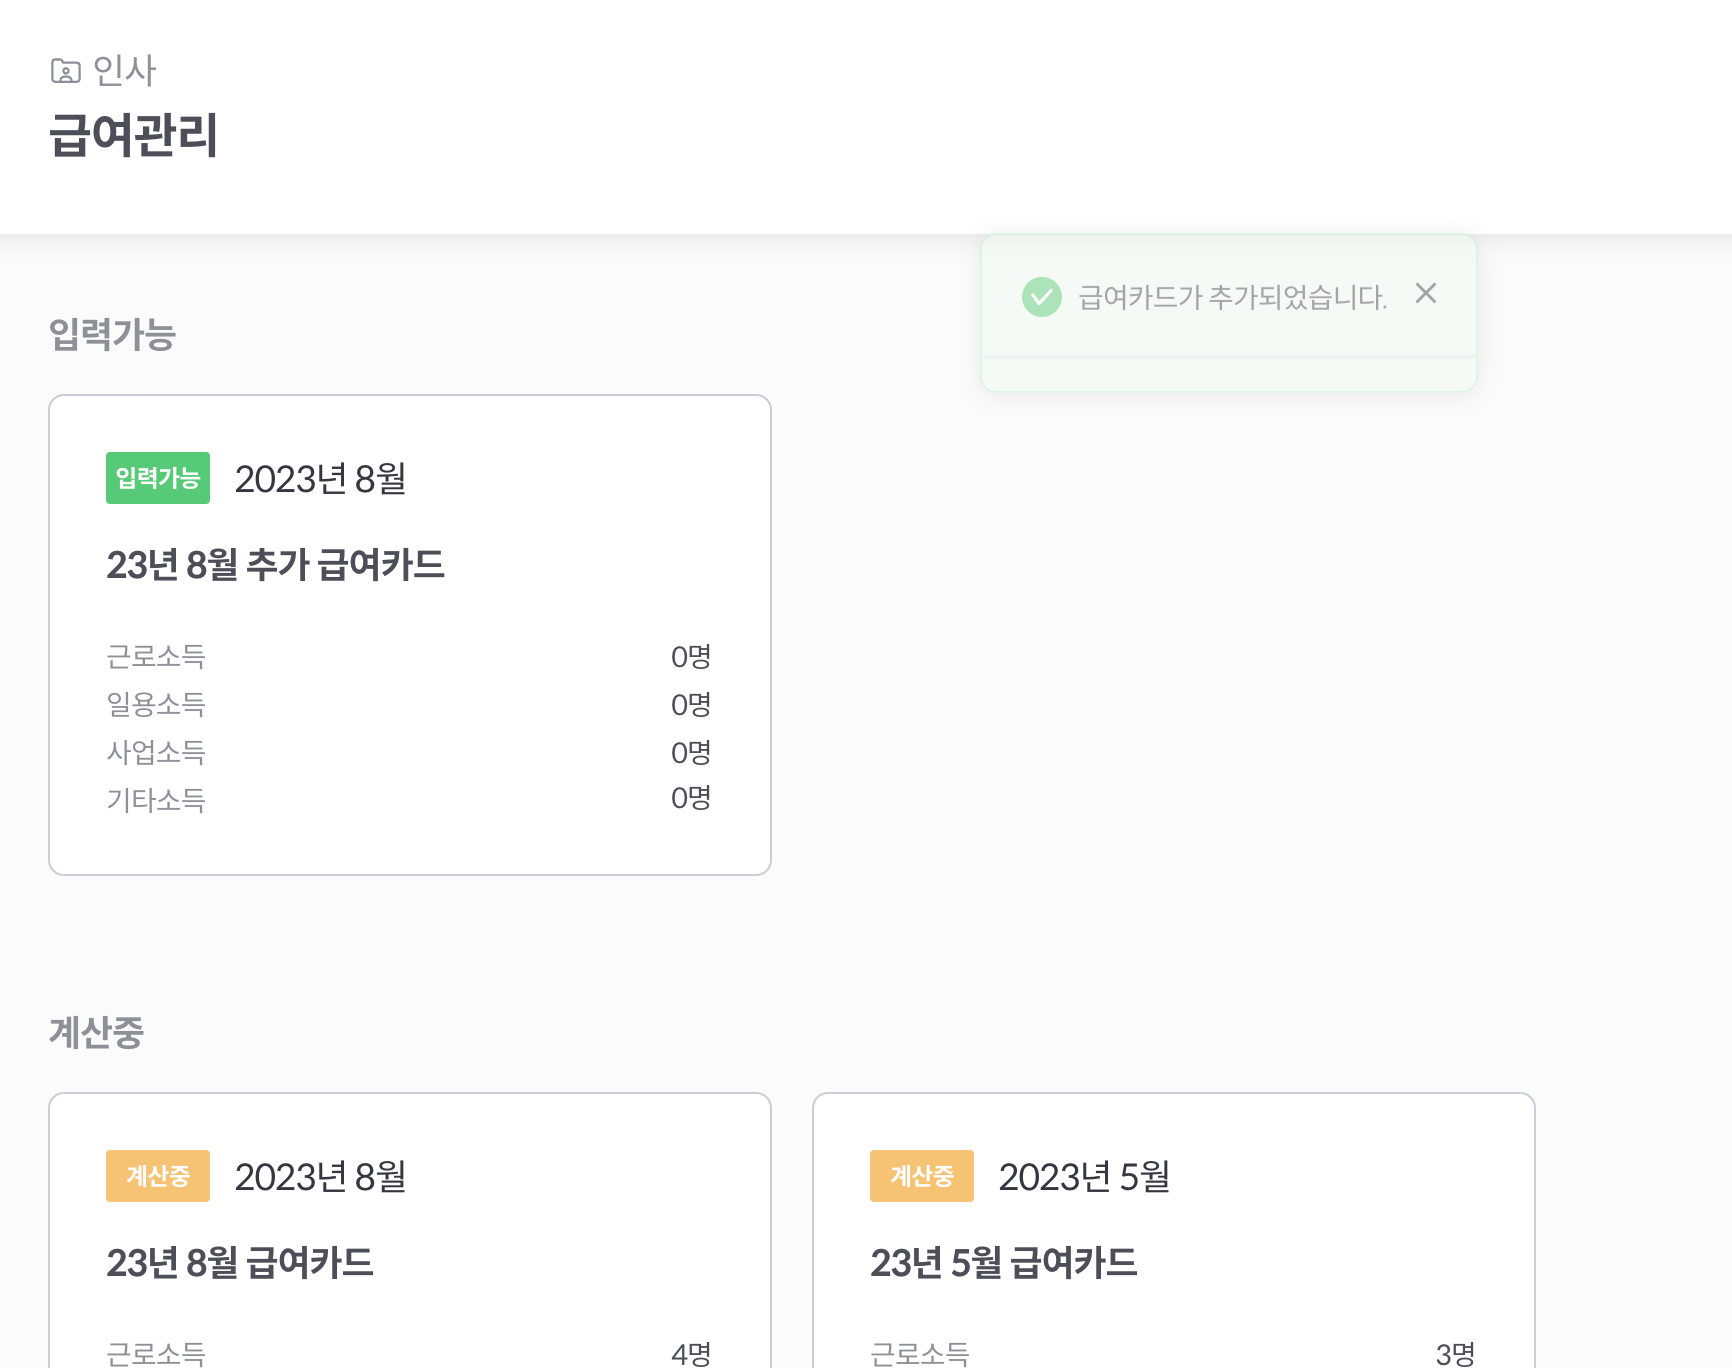 인사
급여관리
급여카드가 추가되었습니다.
입력가능
입력가능 2023년 8월
23년 8월 추가 급여카드
근로소득 0명
일용소득 0명
사업소득 0명
기타소득 0명
계산중
계산중 2023년 8월
23년 8월 급여카드
근로소득 4명
계산중 2023년 5월
23년 5월 급여카드
근로소득 3명